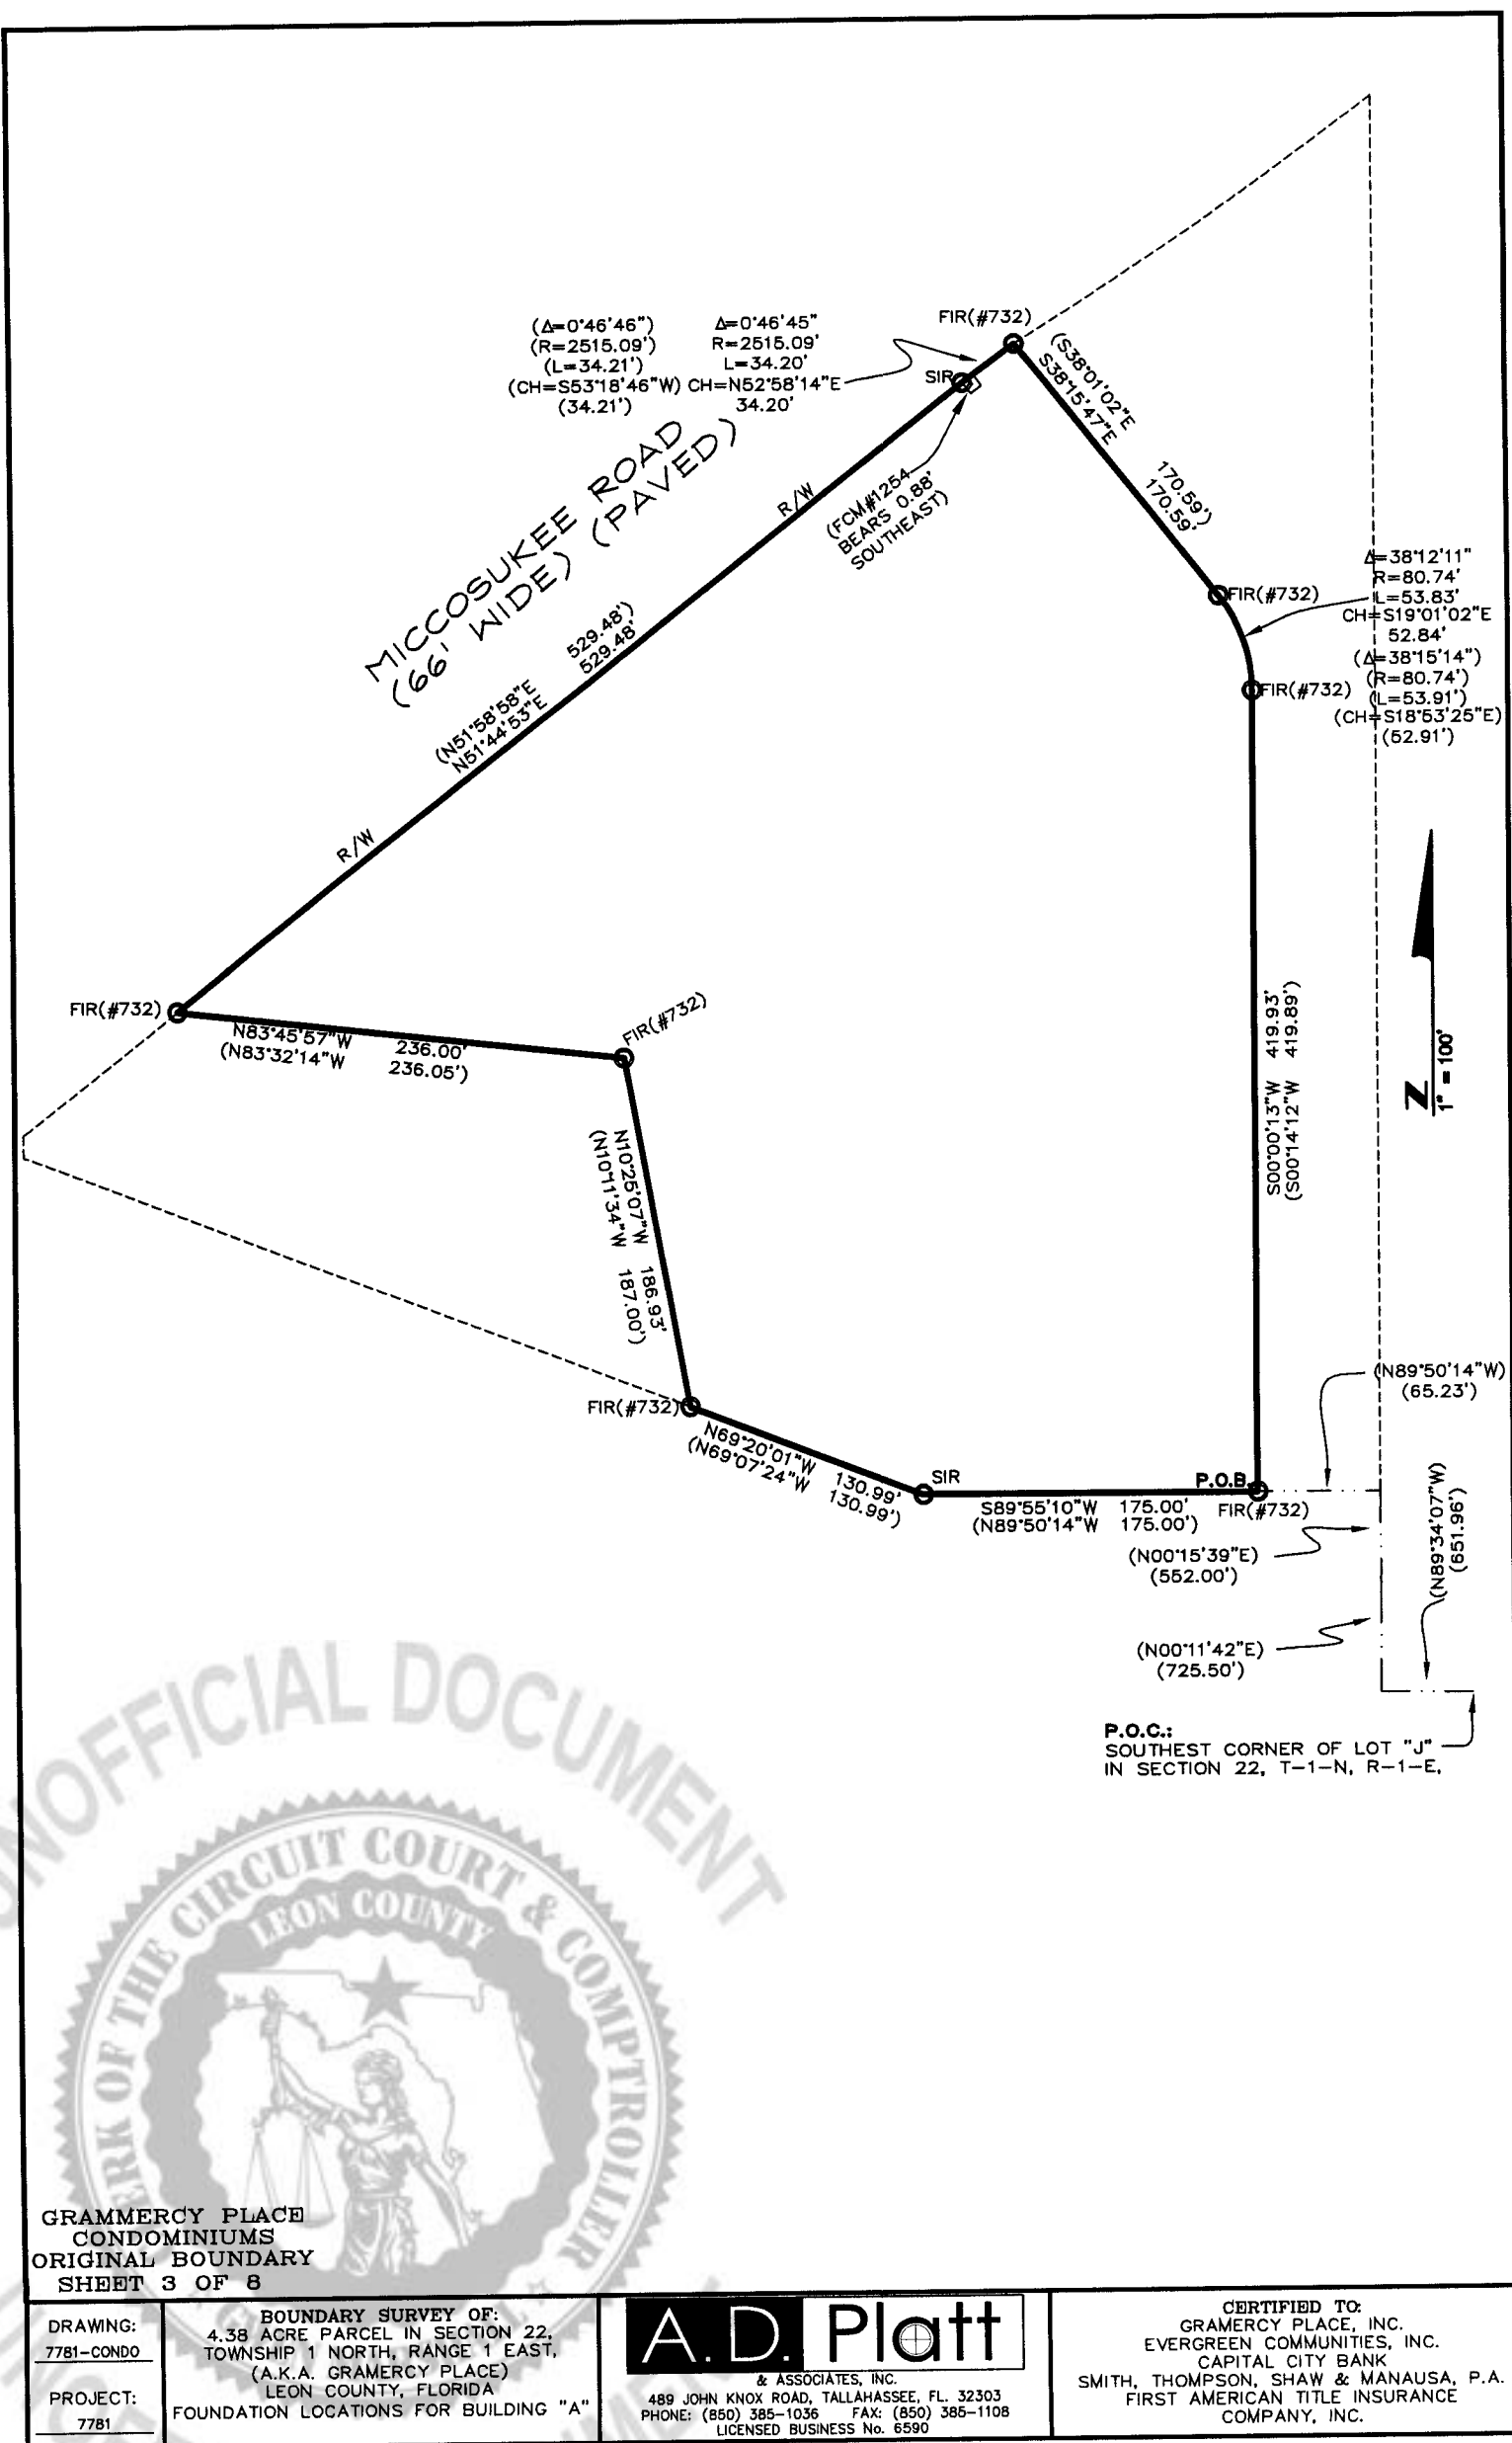 (Δ=0°46'46")
(R=2515.09')
(L=34.21')
(CH=S53°18'46"W)
(34.21')
Δ=0°46'45"
R=2515.09'
L=34.20'
CH=N52°58'14"E
34.20'
FIR(#732)
SIR
(S38°01'02"E 170.59')
S38°15'47"E 170.59'
MICCOSUKEE ROAD
(66' WIDE) (PAVED)
R/W
(FCM#1254
BEARS 0.88'
SOUTHEAST)
(N51°58'58"E 529.48')
N51°44'53"E 529.48'
R/W
FIR(#732)
Δ=38°12'11"
R=80.74'
L=53.83'
CH=S19°01'02"E
52.84'
(Δ=38°15'14")
(R=80.74')
(L=53.91')
(CH=S18°53'25"E)
(52.91')
FIR(#732)
FIR(#732)
N83°45'57"W 236.00'
(N83°32'14"W 236.05')
FIR(#732)
N10°25'07"W 186.93'
(N10°11'34"W 187.00')
S00°00'13"W 419.93'
(S00°14'12"W 419.89')
Z
1" = 100'
FIR(#732)
N69°20'01"W 130.99'
(N69°07'24"W 130.99')
SIR
S89°55'10"W 175.00'
(N89°50'14"W 175.00')
P.O.B.
FIR(#732)
(N89°50'14"W)
(65.23')
(N00°15'39"E)
(552.00')
(N89°34'07"W)
(651.96')
(N00°11'42"E)
(725.50')
P.O.C.:
SOUTHEST CORNER OF LOT "J"
IN SECTION 22, T-1-N, R-1-E,
UNOFFICIAL DOCUMENT
CLERK OF THE CIRCUIT COURT & COMPTROLLER
LEON COUNTY
GRAMMERCY PLACE
CONDOMINIUMS
ORIGINAL BOUNDARY
SHEET 3 OF 8
DRAWING:
7781-CONDO
PROJECT:
7781
BOUNDARY SURVEY OF:
4.38 ACRE PARCEL IN SECTION 22,
TOWNSHIP 1 NORTH, RANGE 1 EAST,
(A.K.A. GRAMERCY PLACE)
LEON COUNTY, FLORIDA
FOUNDATION LOCATIONS FOR BUILDING "A"
A.D. Platt
& ASSOCIATES, INC.
489 JOHN KNOX ROAD, TALLAHASSEE, FL. 32303
PHONE: (850) 385-1036 FAX: (850) 385-1108
LICENSED BUSINESS No. 6590
CERTIFIED TO:
GRAMERCY PLACE, INC.
EVERGREEN COMMUNITIES, INC.
CAPITAL CITY BANK
SMITH, THOMPSON, SHAW & MANAUSA, P.A.
FIRST AMERICAN TITLE INSURANCE
COMPANY, INC.